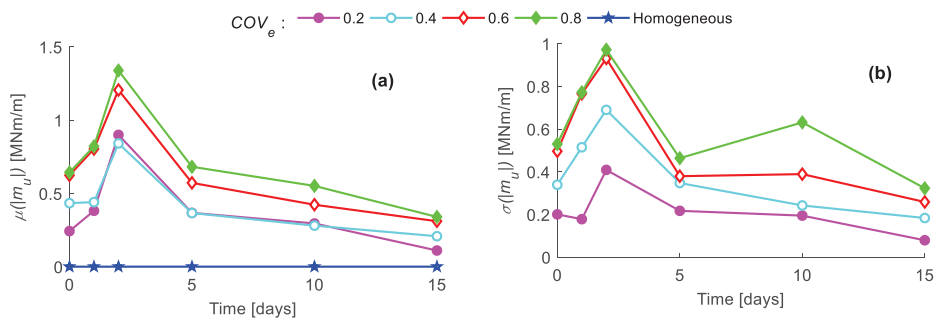 COVe : 0.2 0.4 0.6 0.8 Homogeneous
(a)
μ(|mu|) [MNm/m]
1.5
1
0.5
0
0 5 10 15
Time [days]
(b)
σ(|mu|) [MNm/m]
1
0.8
0.6
0.4
0.2
0
0 5 10 15
Time [days]